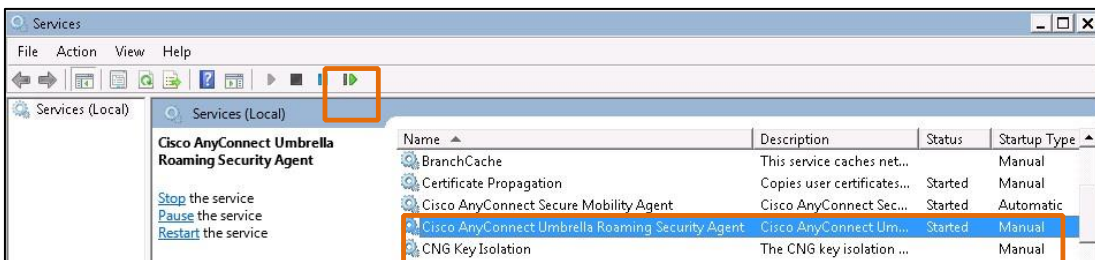 Services
File Action View Help
Services (Local)
Services (Local)
Cisco AnyConnect Umbrella
Roaming Security Agent
Stop the service
Pause the service
Restart the service
Name Description Status Startup Type
BranchCache This service caches net... Manual
Certificate Propagation Copies user certificates... Started Manual
Cisco AnyConnect Secure Mobility Agent Cisco AnyConnect Sec... Started Automatic
Cisco AnyConnect Umbrella Roaming Security Agent Cisco AnyConnect Um... Started Manual
CNG Key Isolation The CNG key isolation ... Manual